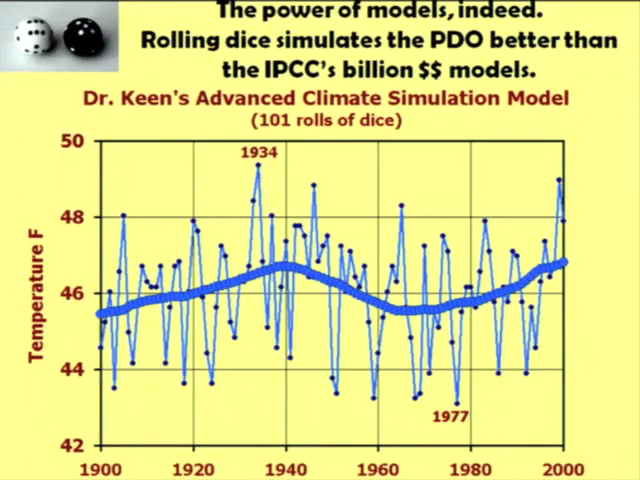 The power of models, indeed.
Rolling dice simulates the PDO better than
the IPCC's billion $$ models.
Dr. Keen's Advanced Climate Simulation Model
(101 rolls of dice)
50
1934
48
Temperature F
46
44
1977
42
1900 1920 1940 1960 1980 2000